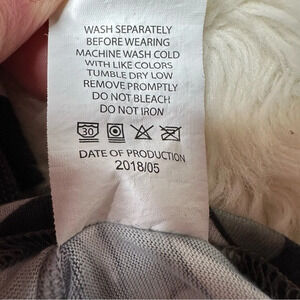 WASH SEPARATELY
BEFORE WEARING
MACHINE WASH COLD
WITH LIKE COLORS
TUMBLE DRY LOW
REMOVE PROMPTLY
DO NOT BLEACH
DO NOT IRON
30
DATE OF PRODUCTION
2018/05